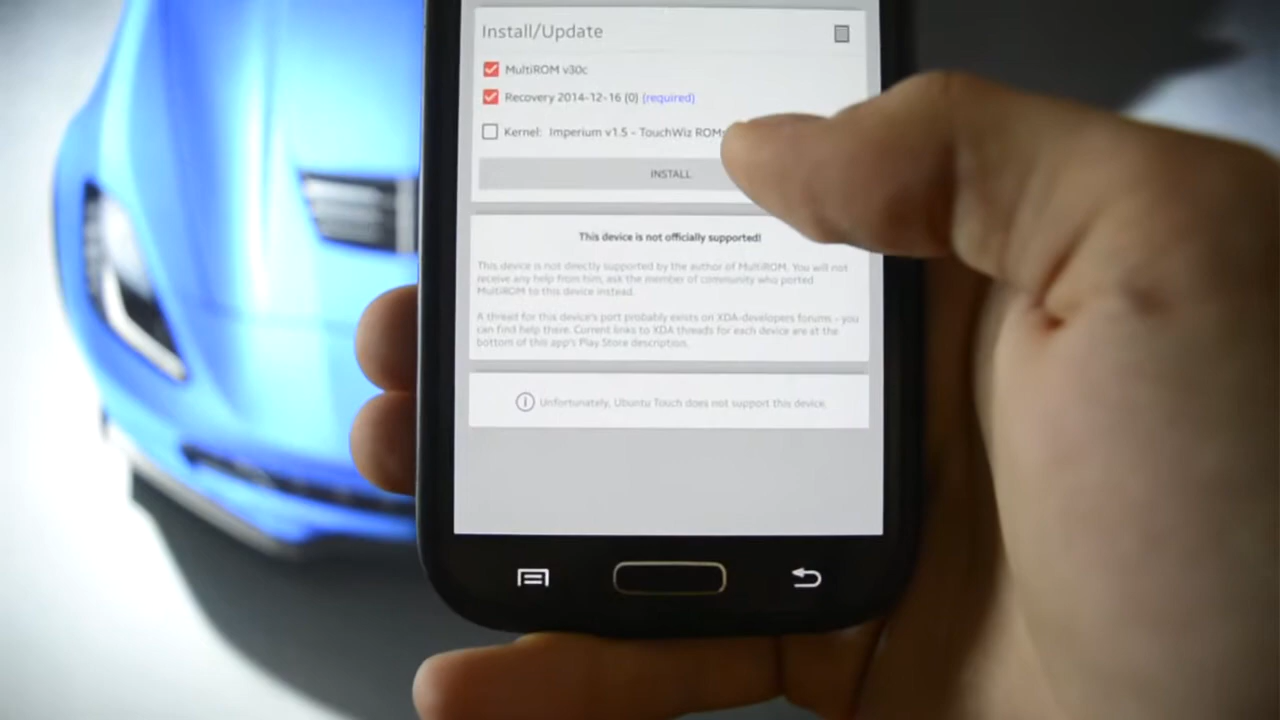 Install/Update
MultiROM v30c
Recovery 2014-12-16 (0) (required)
Kernel: Imperium v1.5 - TouchWiz ROMs
INSTALL
This device is not officially supported!
This device is not directly supported by the author of MultiROM. You will not
receive any help from him, ask the member of community who ported
MultiROM to this device instead.
A thread for this device's port probably exists on XDA-developers forums - you
can find help there. Current links to XDA threads for each device are at the
bottom of this app's Play Store description.
Unfortunately, Ubuntu Touch does not support this device.